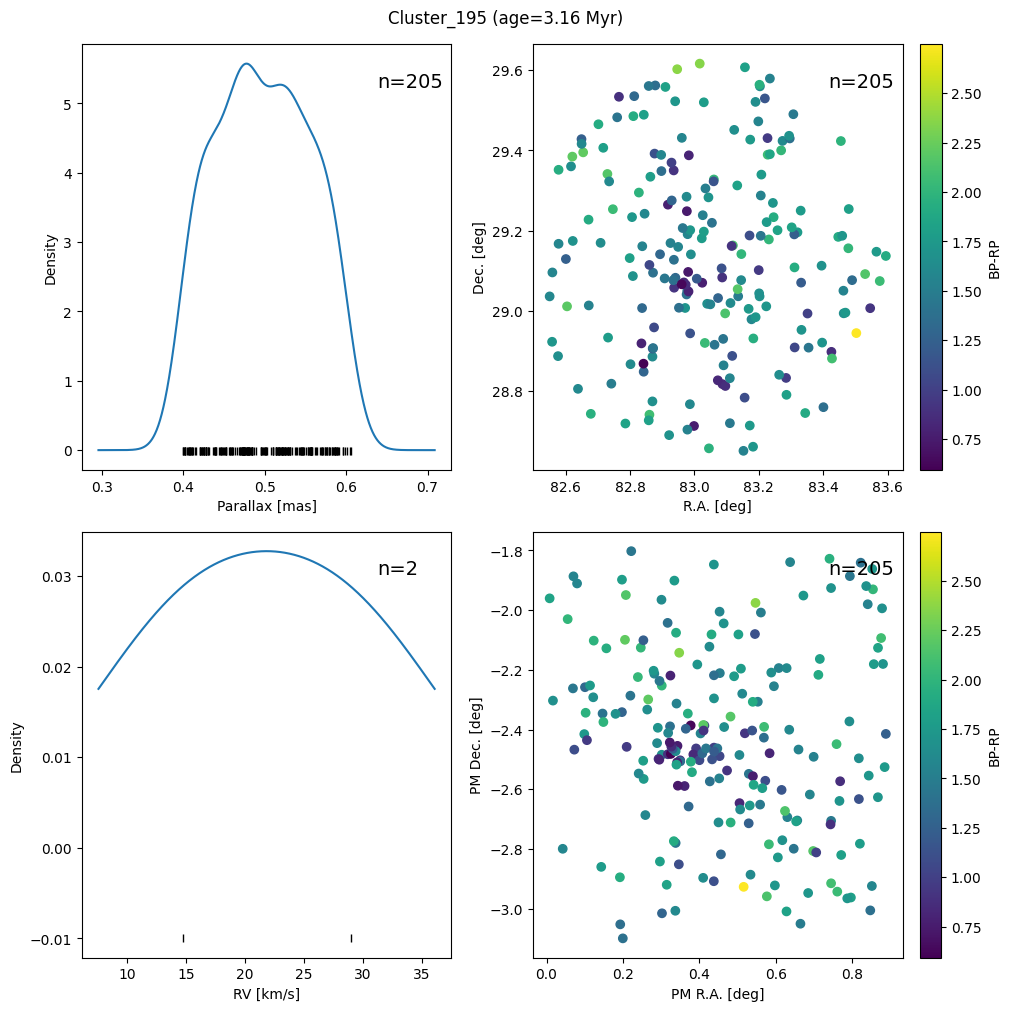 Cluster_195 (age=3.16 Myr)
n=205
Density
5
4
3
2
1
0
0.3 0.4 0.5 0.6 0.7
Parallax [mas]
n=205
Dec. [deg]
29.6
29.4
29.2
29.0
28.8
82.6 82.8 83.0 83.2 83.4 83.6
R.A. [deg]
2.50
2.25
2.00
1.75
1.50
1.25
1.00
0.75
BP-RP
n=2
Density
0.03
0.02
0.01
0.00
−0.01
10 15 20 25 30 35
RV [km/s]
n=205
PM Dec. [deg]
−1.8
−2.0
−2.2
−2.4
−2.6
−2.8
−3.0
0.0 0.2 0.4 0.6 0.8
PM R.A. [deg]
2.50
2.25
2.00
1.75
1.50
1.25
1.00
0.75
BP-RP